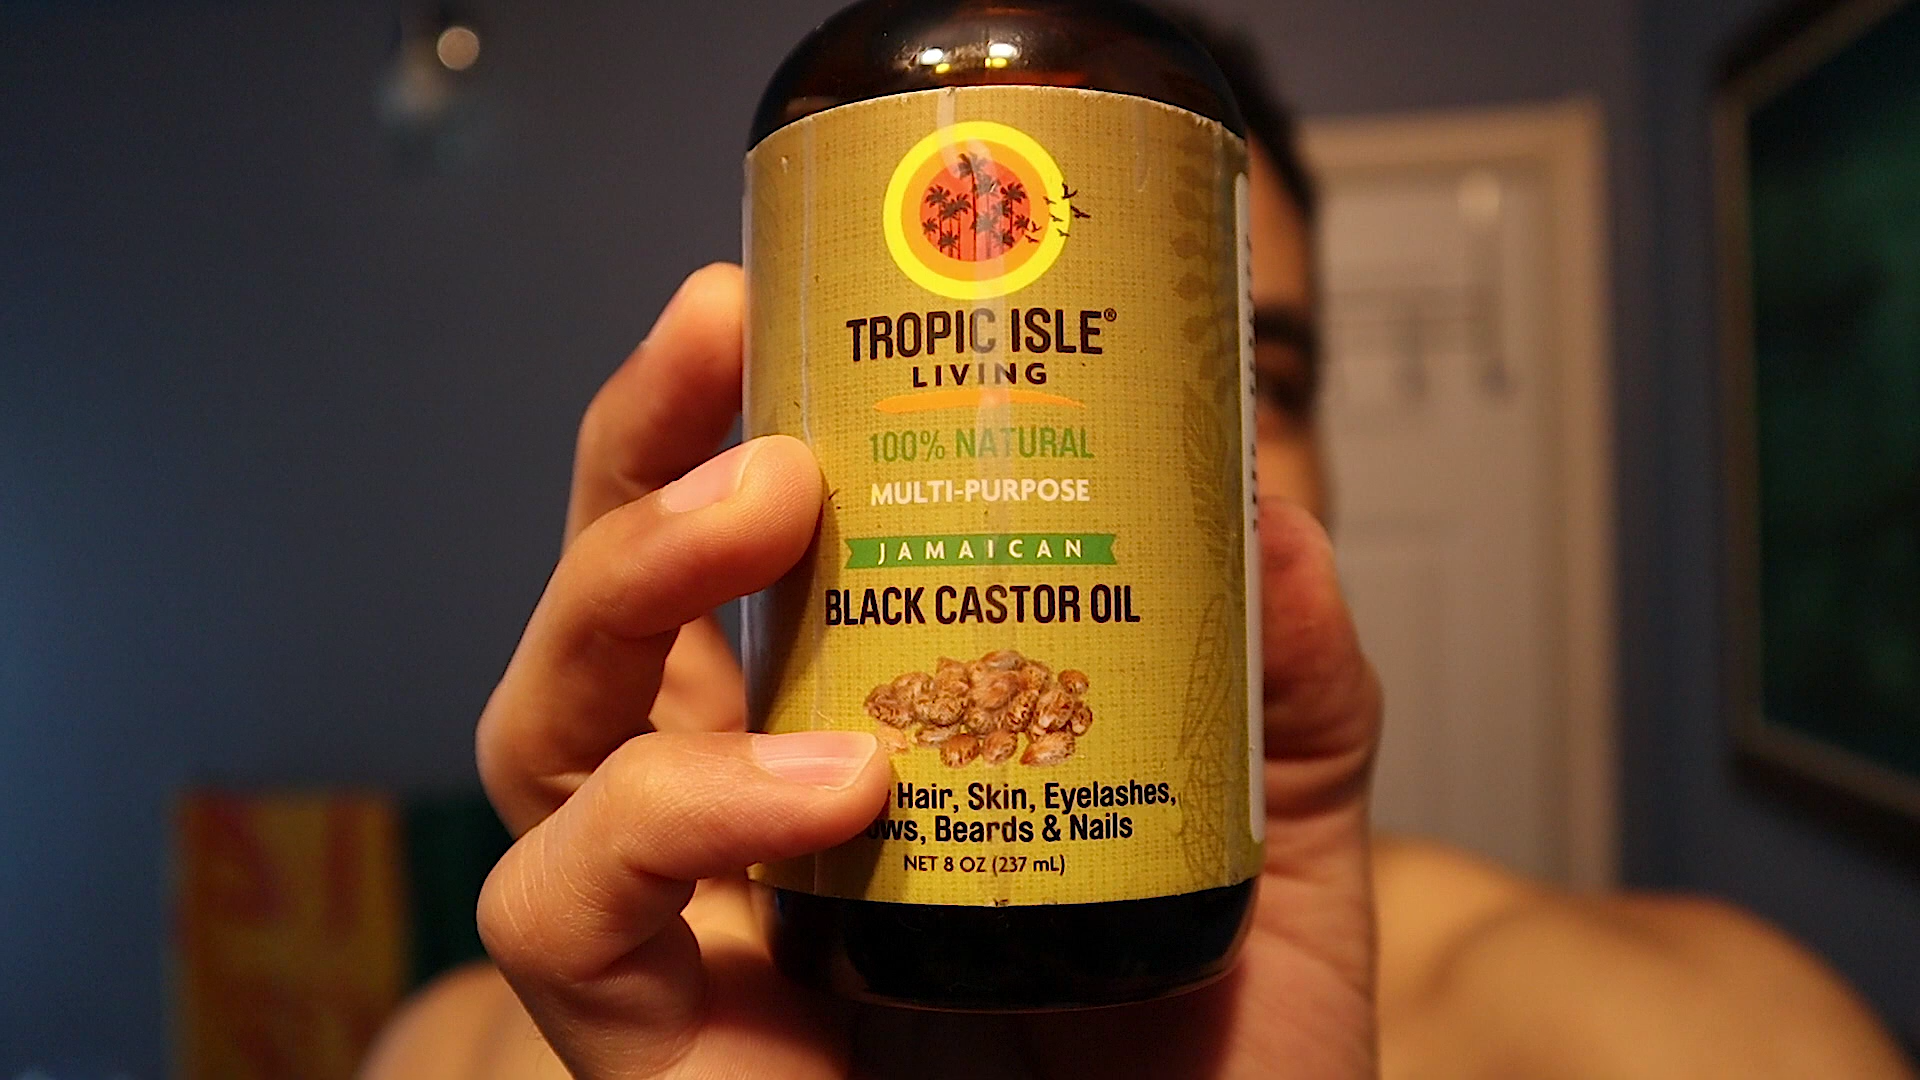 TROPIC ISLE®
LIVING
100% NATURAL
MULTI-PURPOSE
JAMAICAN
BLACK CASTOR OIL
Hair, Skin, Eyelashes,
Beards & Nails
NET 8 OZ (237 mL)